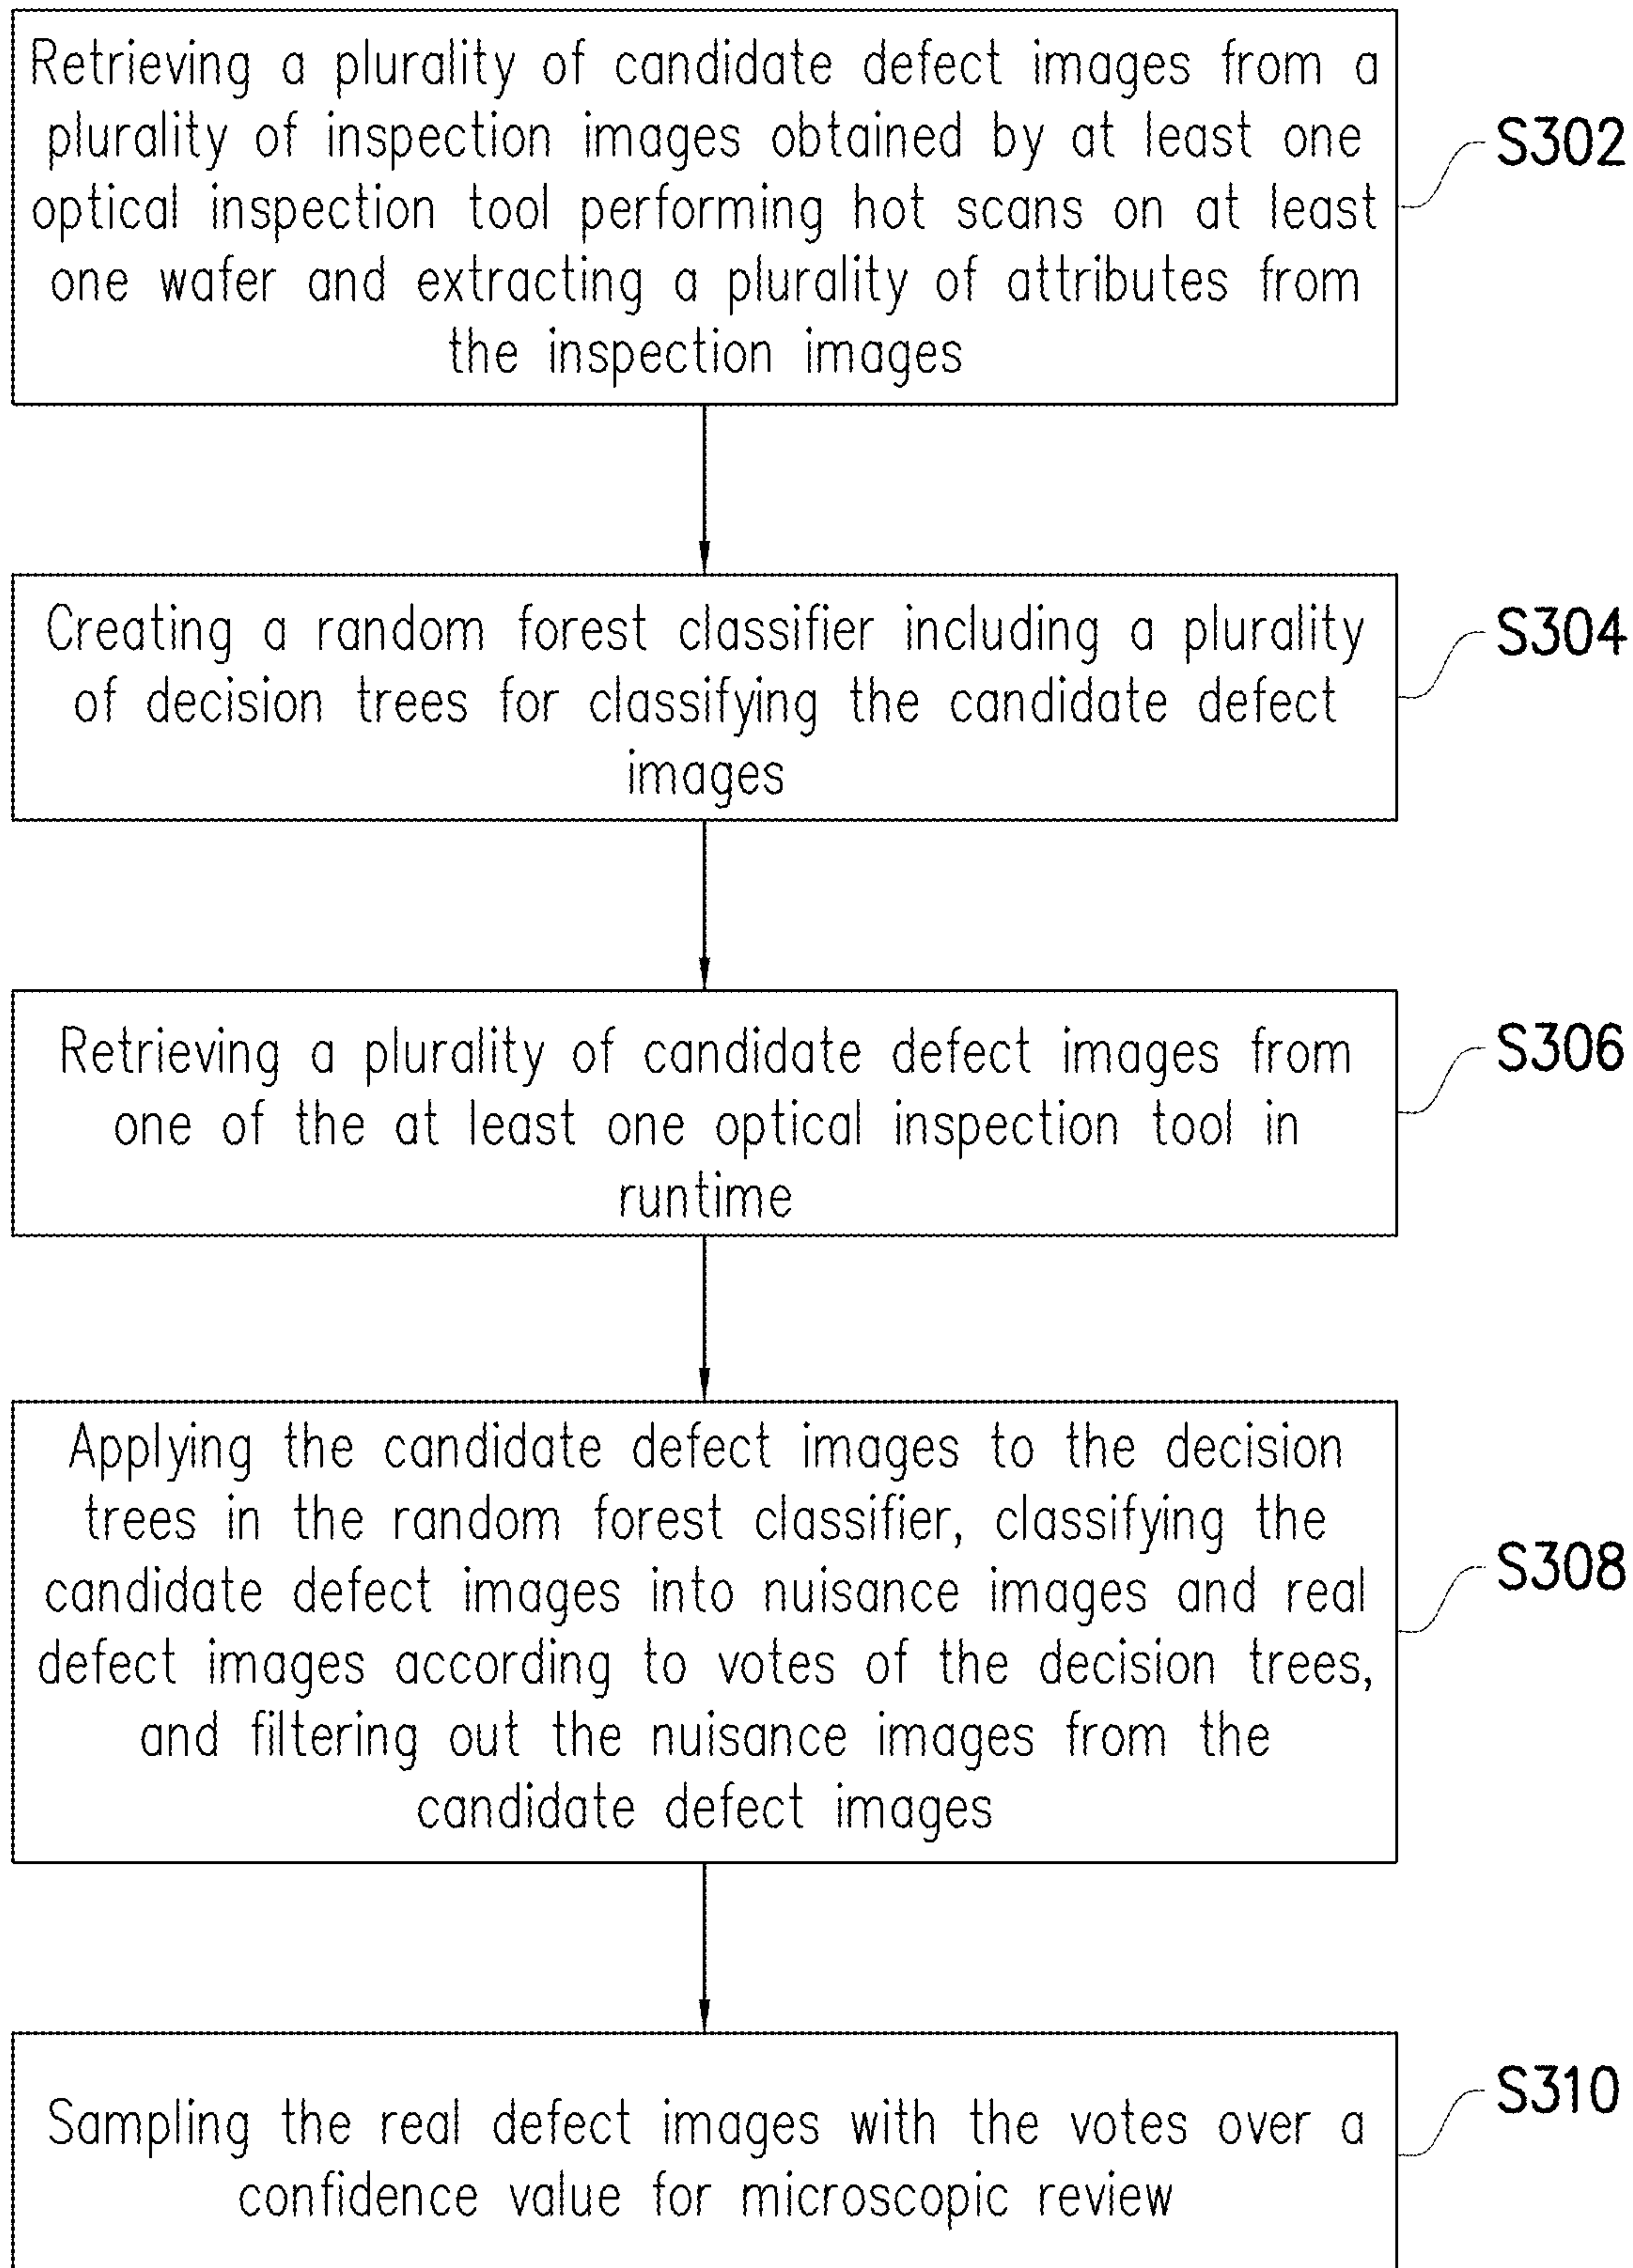 Retrieving a plurality of candidate defect images from a
plurality of inspection images obtained by at least one
optical inspection tool performing hot scans on at least
one wafer and extracting a plurality of attributes from
the inspection images
S302
Creating a random forest classifier including a plurality
of decision trees for classifying the candidate defect
images
S304
Retrieving a plurality of candidate defect images from
one of the at least one optical inspection tool in
runtime
S306
Applying the candidate defect images to the decision
trees in the random forest classifier, classifying the
candidate defect images into nuisance images and real
defect images according to votes of the decision trees,
and filtering out the nuisance images from the
candidate defect images
S308
Sampling the real defect images with the votes over a
confidence value for microscopic review
S310